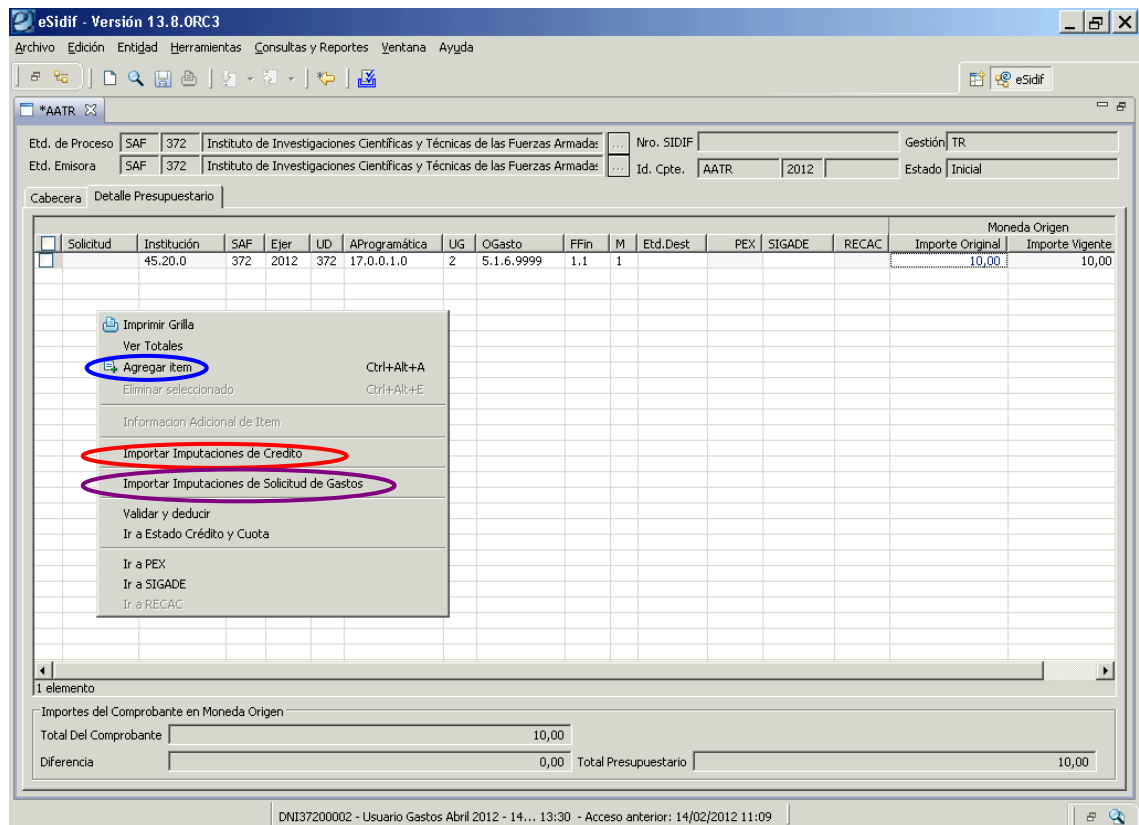 eSidif - Versión 13.8.0RC3
Archivo Edición Entidad Herramientas Consultas y Reportes Ventana Ayuda
eSidif
*AATR
Etd. de Proceso SAF 372 Instituto de Investigaciones Científicas y Técnicas de las Fuerzas Armadas ... Nro. SIDIF Gestión TR
Etd. Emisora SAF 372 Instituto de Investigaciones Científicas y Técnicas de las Fuerzas Armadas ... Id. Cpte. AATR 2012 Estado Inicial
Cabecera Detalle Presupuestario
Moneda Origen
Solicitud Institución SAF Ejer UD AProgramática UG OGasto FFin M Etd.Dest PEX SIGADE RECAC Importe Original Importe Vigente
45.20.0 372 2012 372 17.0.0.1.0 2 5.1.6.9999 1.1 1 10,00 10,00
Imprimir Grilla
Ver Totales
Agregar item Ctrl+Alt+A
Eliminar seleccionado Ctrl+Alt+E
Informacion Adicional de Item
Importar Imputaciones de Credito
Importar Imputaciones de Solicitud de Gastos
Validar y deducir
Ir a Estado Crédito y Cuota
Ir a PEX
Ir a SIGADE
Ir a RECAC
1 elemento
Importes del Comprobante en Moneda Origen
Total Del Comprobante 10,00
Diferencia 0,00 Total Presupuestario 10,00
DNI37200002 - Usuario Gastos Abril 2012 - 14... 13:30 - Acceso anterior: 14/02/2012 11:09